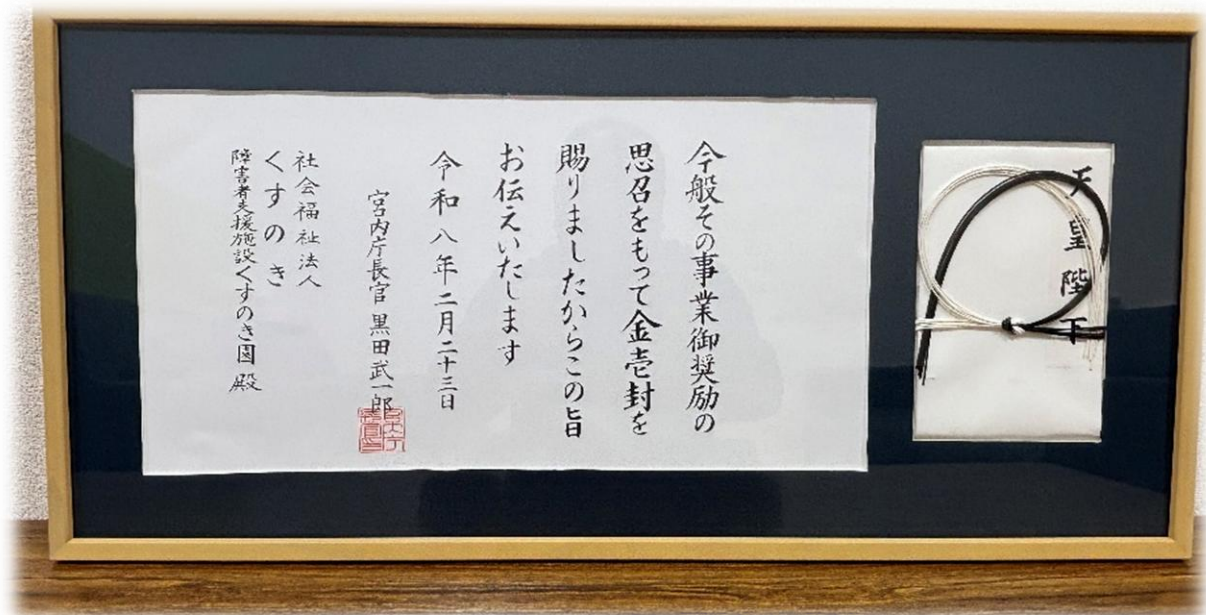 今般その事業御奨励の
思召をもって金壱封を
賜りましたからこの旨
お伝えいたします
令和八年二月二十三日
宮内庁長官 黒田武一郎
社会福祉法人
くすのき
障害者支援施設くすのき園 殿
天皇陛下